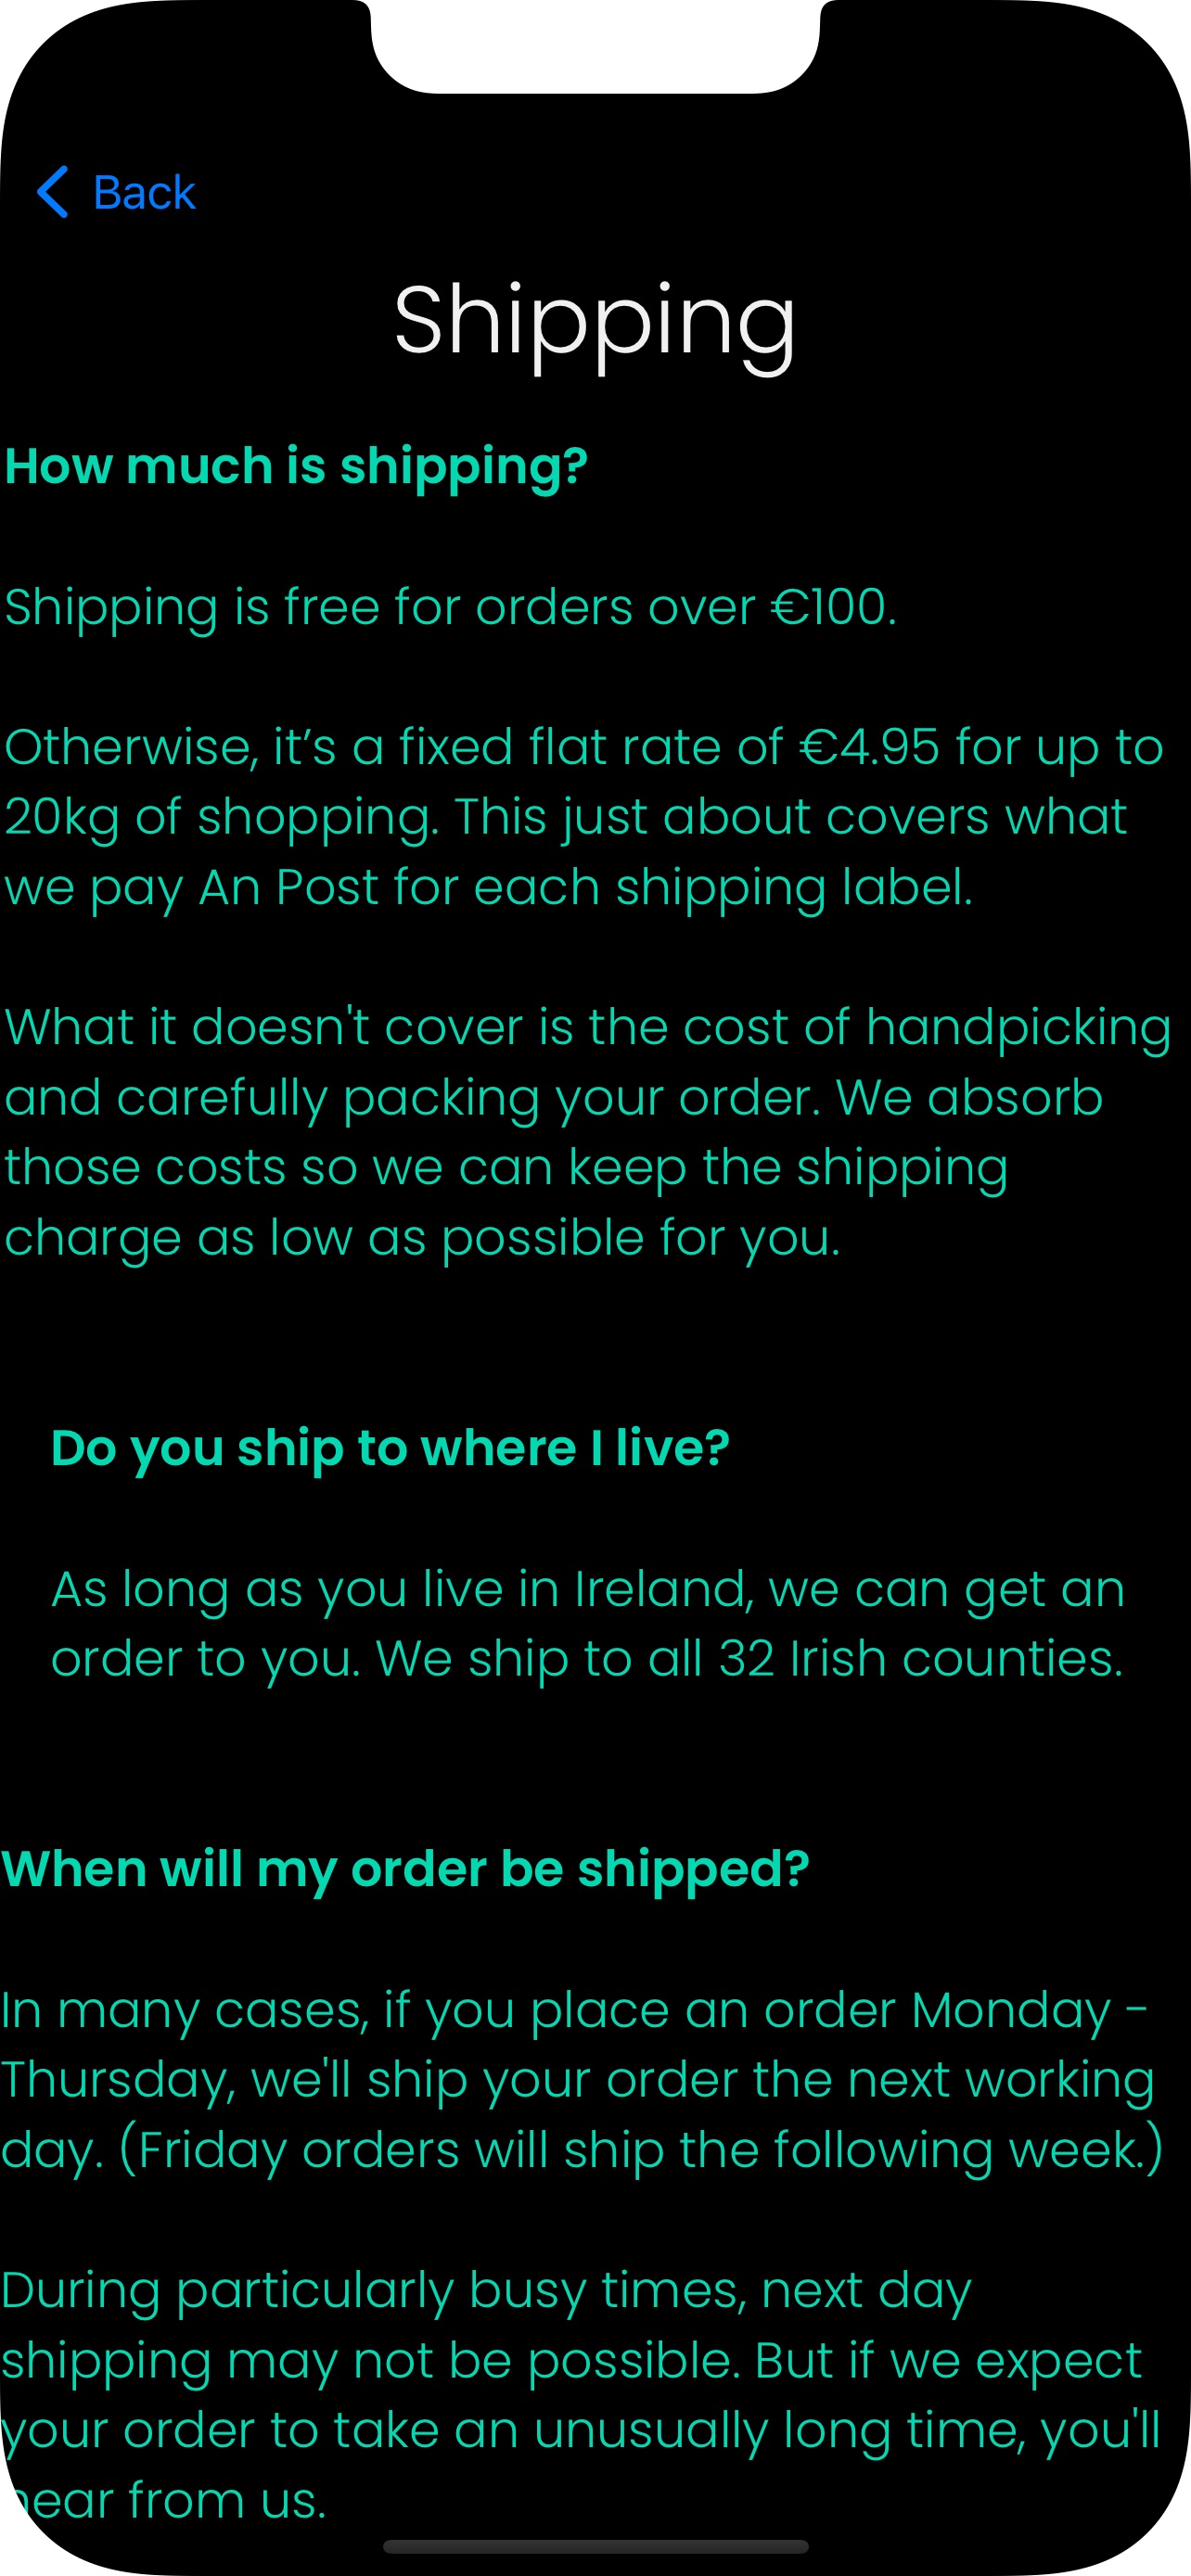 Back
Shipping
How much is shipping?
Shipping is free for orders over €100.
Otherwise, it’s a fixed flat rate of €4.95 for up to
20kg of shopping. This just about covers what
we pay An Post for each shipping label.
What it doesn't cover is the cost of handpicking
and carefully packing your order. We absorb
those costs so we can keep the shipping
charge as low as possible for you.
Do you ship to where I live?
As long as you live in Ireland, we can get an
order to you. We ship to all 32 Irish counties.
When will my order be shipped?
In many cases, if you place an order Monday -
Thursday, we'll ship your order the next working
day. (Friday orders will ship the following week.)
During particularly busy times, next day
shipping may not be possible. But if we expect
your order to take an unusually long time, you'll
hear from us.